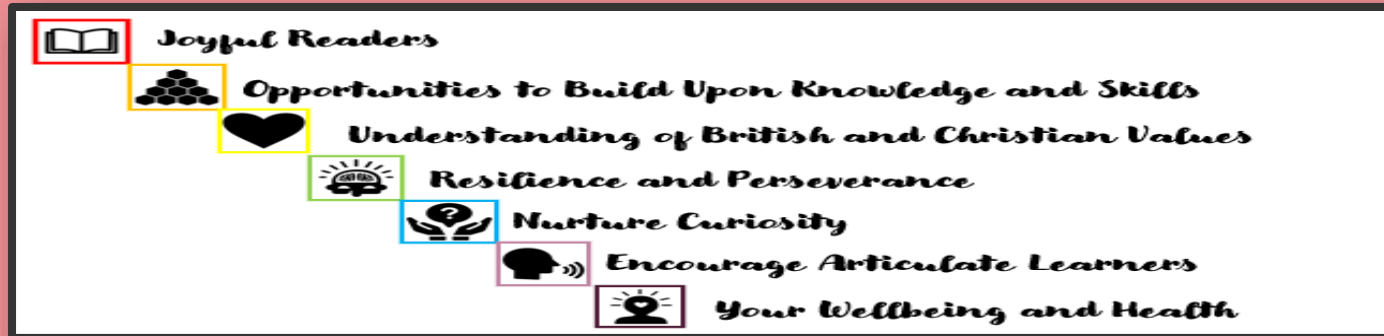 Joyful Readers
Opportunities to Build Upon Knowledge and Skills
Understanding of British and Christian Values
Resilience and Perseverance
?
Nurture Curiosity
Encourage Articulate Learners
Your Wellbeing and Health